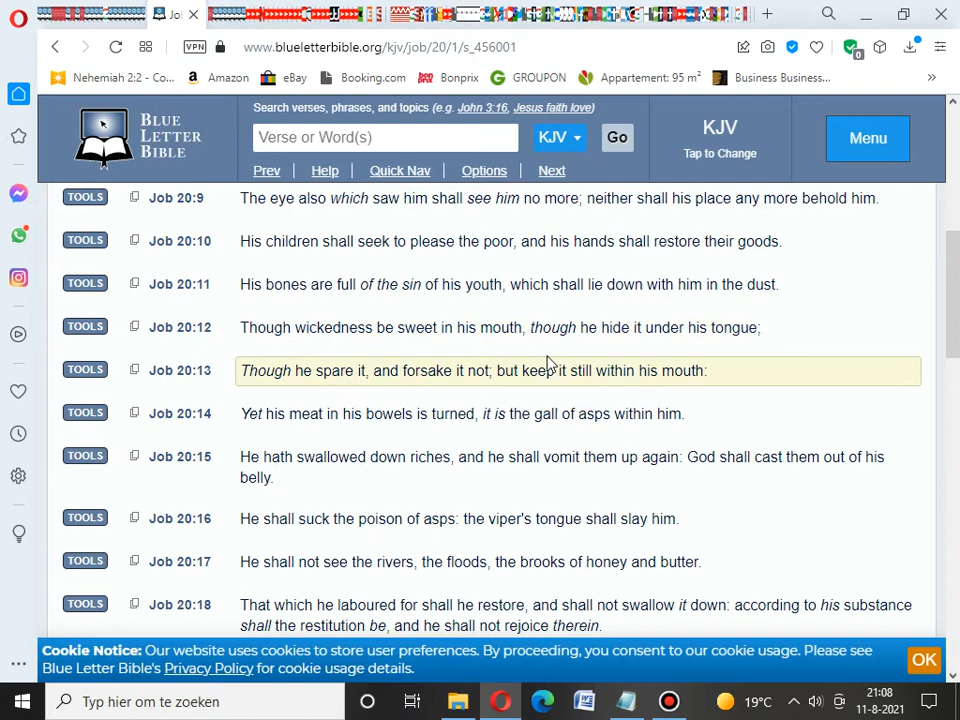 Job
www.blueletterbible.org/kjv/job/20/1/s_456001
VPN
0
Nehemiah 2:2 - Co...
Amazon
eBay
Booking.com
Bonprix
GROUPON
Appartement: 95 m²
Business Business...
BLUE
LETTER
BIBLE
Search verses, phrases, and topics (e.g. John 3:16, Jesus faith love)
Verse or Word(s)
KJV
Go
Prev | Help | Quick Nav | Options | Next
KJV
Tap to Change
Menu
TOOLS Job 20:9 The eye also which saw him shall see him no more; neither shall his place any more behold him.
TOOLS Job 20:10 His children shall seek to please the poor, and his hands shall restore their goods.
TOOLS Job 20:11 His bones are full of the sin of his youth, which shall lie down with him in the dust.
TOOLS Job 20:12 Though wickedness be sweet in his mouth, though he hide it under his tongue;
TOOLS Job 20:13 Though he spare it, and forsake it not; but keep it still within his mouth:
TOOLS Job 20:14 Yet his meat in his bowels is turned, it is the gall of asps within him.
TOOLS Job 20:15 He hath swallowed down riches, and he shall vomit them up again: God shall cast them out of his
belly.
TOOLS Job 20:16 He shall suck the poison of asps: the viper's tongue shall slay him.
TOOLS Job 20:17 He shall not see the rivers, the floods, the brooks of honey and butter.
TOOLS Job 20:18 That which he laboured for shall he restore, and shall not swallow it down: according to his substance
shall the restitution be, and he shall not rejoice therein.
Cookie Notice: Our website uses cookies to store user preferences. By proceeding, you consent to our cookie usage. Please see
Blue Letter Bible's Privacy Policy for cookie usage details.
OK
Typ hier om te zoeken
19°C
21:08
11-8-2021